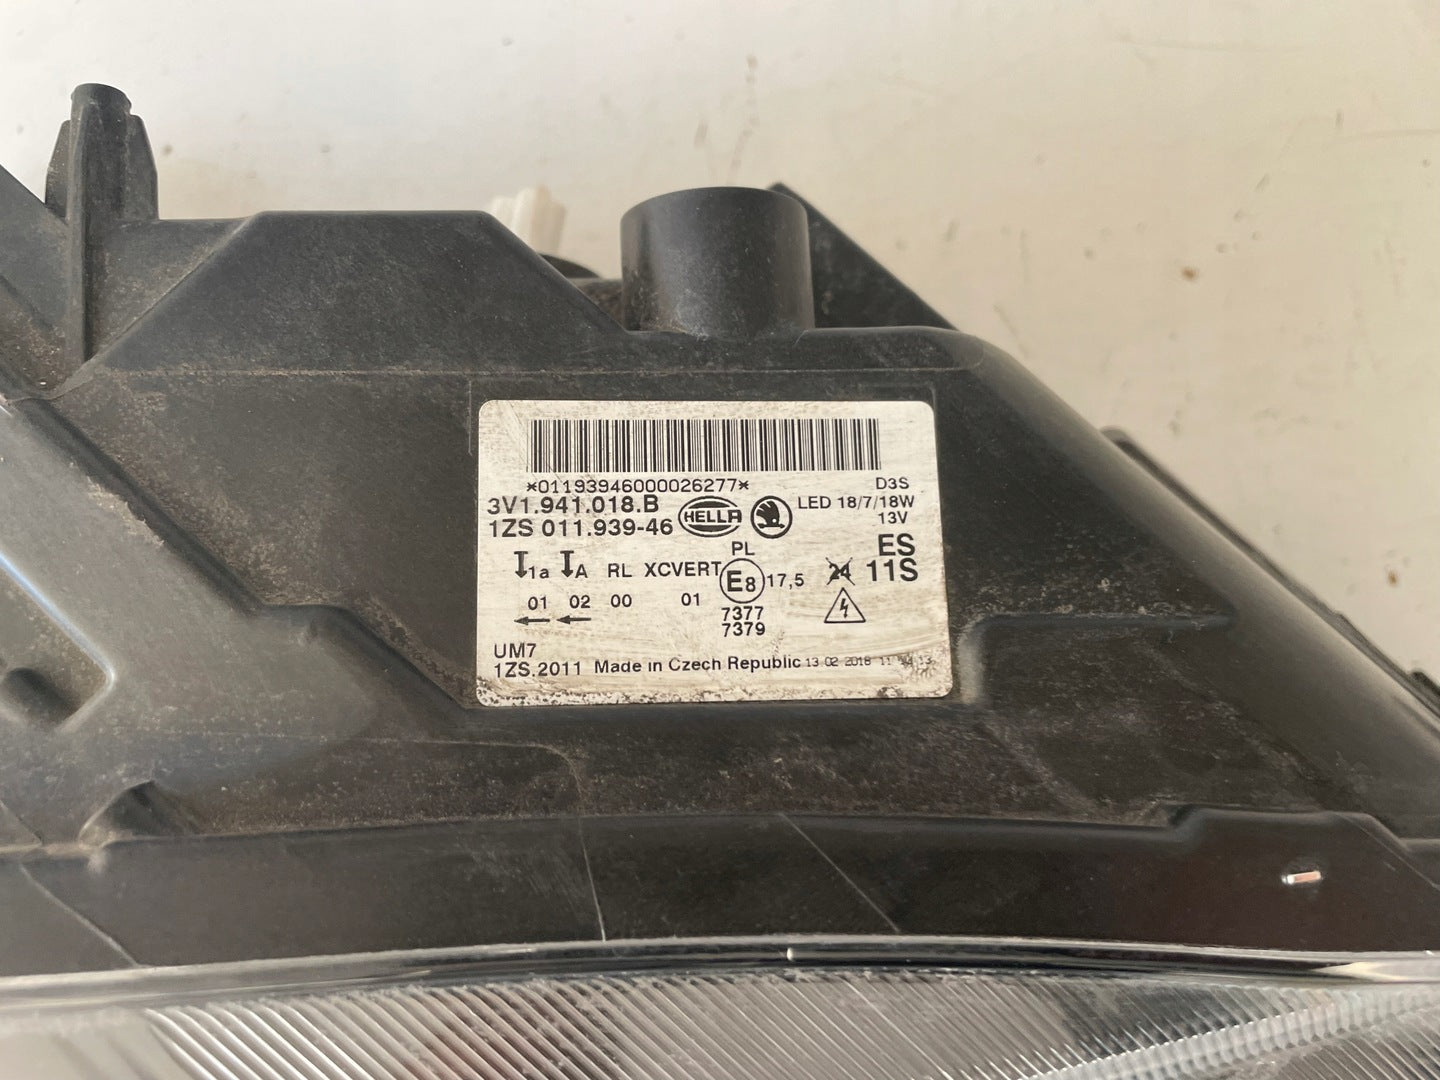 *01193946000026277*
D3S
3V1.941.018.B
HELLA
LED 18/7/18W
1ZS 011.939-46
13V
PL
ES
1a A RL XCVERT E8 17,5 24 11S
01 02 00 01
7377
7379
UM7
1ZS.2011 Made in Czech Republic 13 02 2018 11